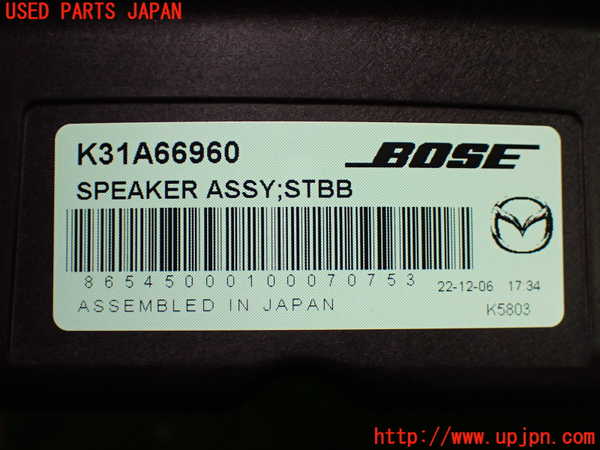 USED PARTS JAPAN
K31A66960
BOSE
SPEAKER ASSY;STBB
86545000100070753
22-12-06 17:34
ASSEMBLED IN JAPAN
K5803
http://www.upjpn.com/